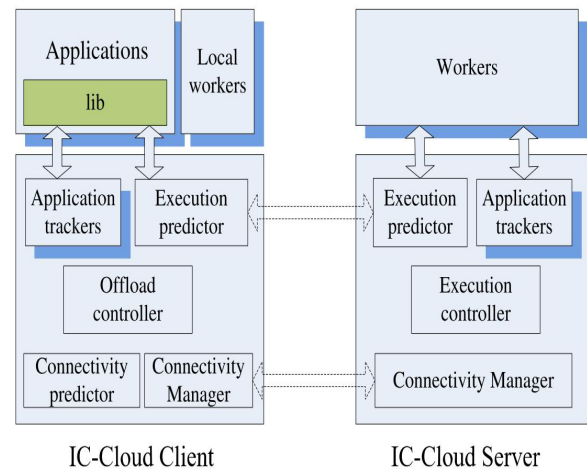 Applications
lib
Local
workers
Workers
Application
trackers
Execution
predictor
Execution
predictor
Application
trackers
Offload
controller
Execution
controller
Connectivity
predictor
Connectivity
Manager
Connectivity Manager
IC-Cloud Client
IC-Cloud Server